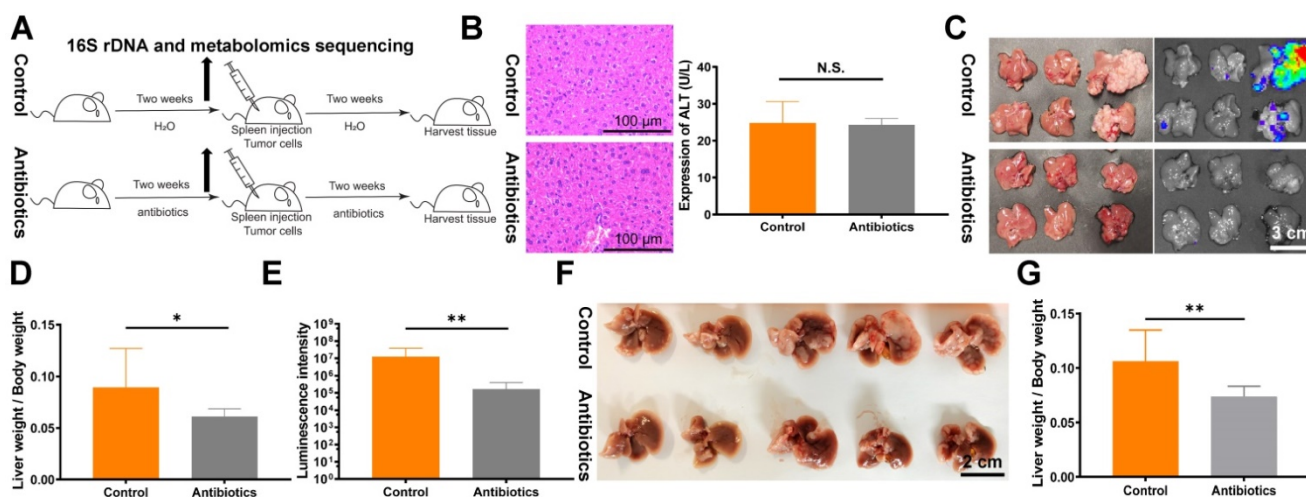 A
16S rDNA and metabolomics sequencing
Control
Two weeks
H₂O
Spleen injection
Tumor cells
Two weeks
H₂O
Harvest tissue
Antibiotics
Two weeks
antibiotics
Spleen injection
Tumor cells
Two weeks
antibiotics
Harvest tissue
B
Control
100 μm
Antibiotics
100 μm
Expression of ALT (U/L)
40
30
20
10
0
N.S.
Control
Antibiotics
C
Control
Antibiotics
3 cm
D
Liver weight / Body weight
0.15
0.10
0.05
0.00
*
Control
Antibiotics
E
Luminescence intensity
10⁹
10⁸
10⁷
10⁶
10⁵
10⁴
10³
10²
10¹
10⁰
**
Control
Antibiotics
F
Control
Antibiotics
2 cm
G
Liver weight / Body weight
0.15
0.10
0.05
0.00
**
Control
Antibiotics